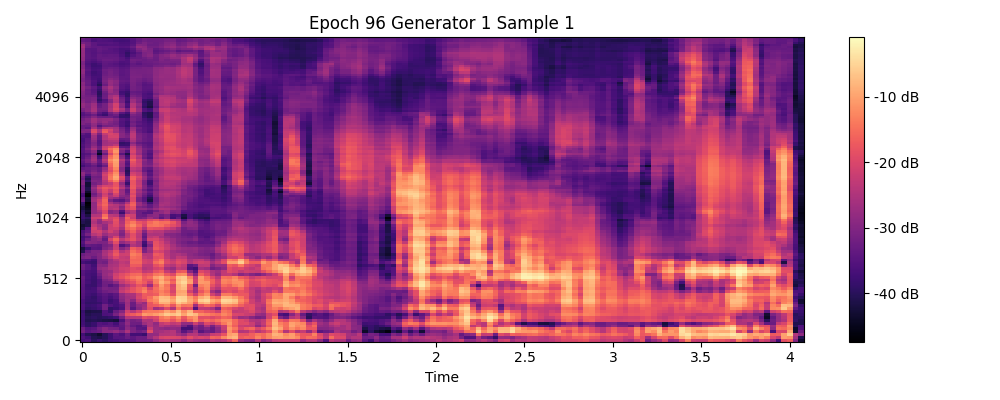 Epoch 96 Generator 1 Sample 1
Hz
4096
2048
1024
512
0
0 0.5 1 1.5 2 2.5 3 3.5 4
Time
-10 dB
-20 dB
-30 dB
-40 dB